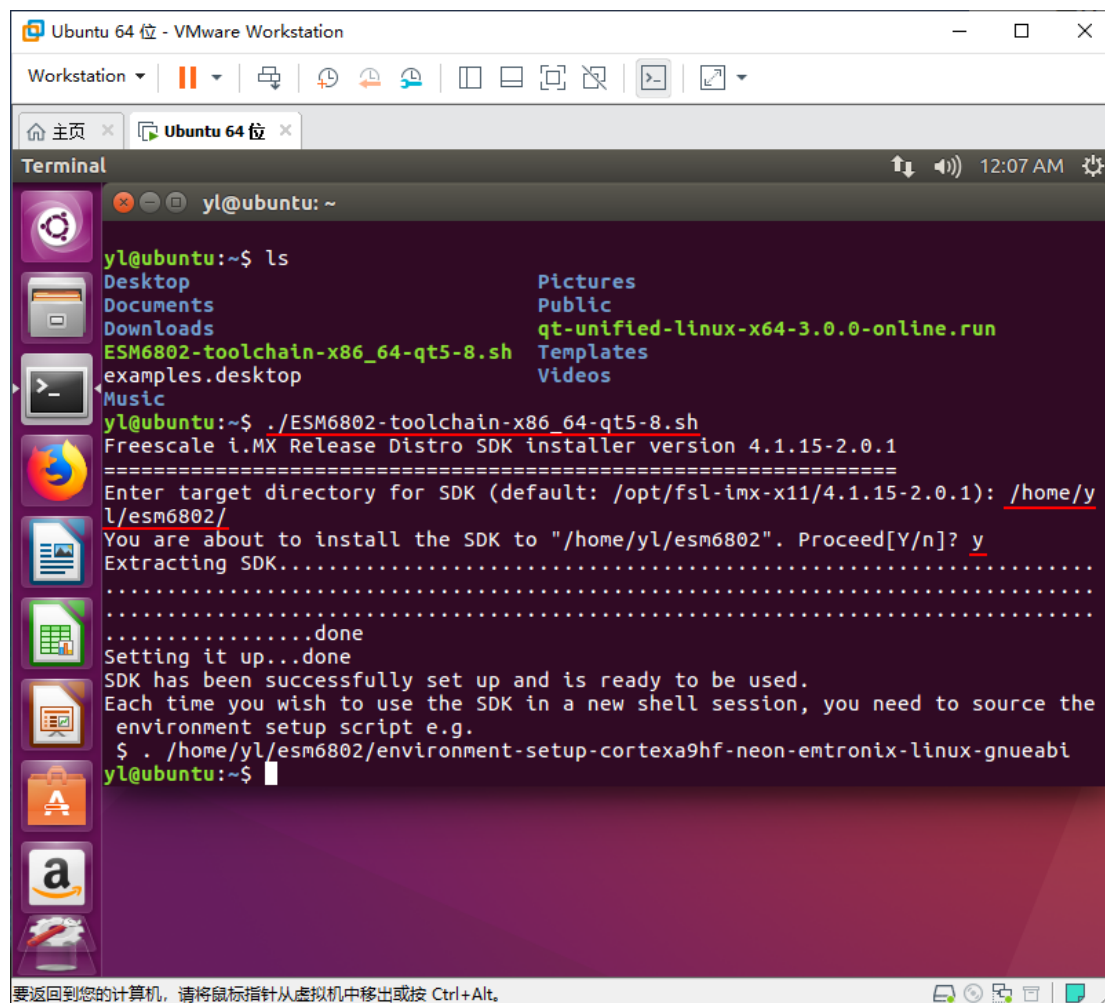 Ubuntu 64 位 - VMware Workstation
Workstation
主页
Ubuntu 64 位
Terminal
12:07 AM
yl@ubuntu: ~
yl@ubuntu:~$ ls
Desktop Pictures
Documents Public
Downloads qt-unified-linux-x64-3.0.0-online.run
ESM6802-toolchain-x86_64-qt5-8.sh Templates
examples.desktop Videos
Music
yl@ubuntu:~$ ./ESM6802-toolchain-x86_64-qt5-8.sh
Freescale i.MX Release Distro SDK installer version 4.1.15-2.0.1
=================================================================
Enter target directory for SDK (default: /opt/fsl-imx-x11/4.1.15-2.0.1): /home/y
l/esm6802/
You are about to install the SDK to "/home/yl/esm6802". Proceed[Y/n]? y
Extracting SDK..................................................................
................................................................................
................................................................................
.................done
Setting it up...done
SDK has been successfully set up and is ready to be used.
Each time you wish to use the SDK in a new shell session, you need to source the
 environment setup script e.g.
 $ . /home/yl/esm6802/environment-setup-cortexa9hf-neon-emtronix-linux-gnueabi
yl@ubuntu:~$
a
要返回到您的计算机，请将鼠标指针从虚拟机中移出或按 Ctrl+Alt。